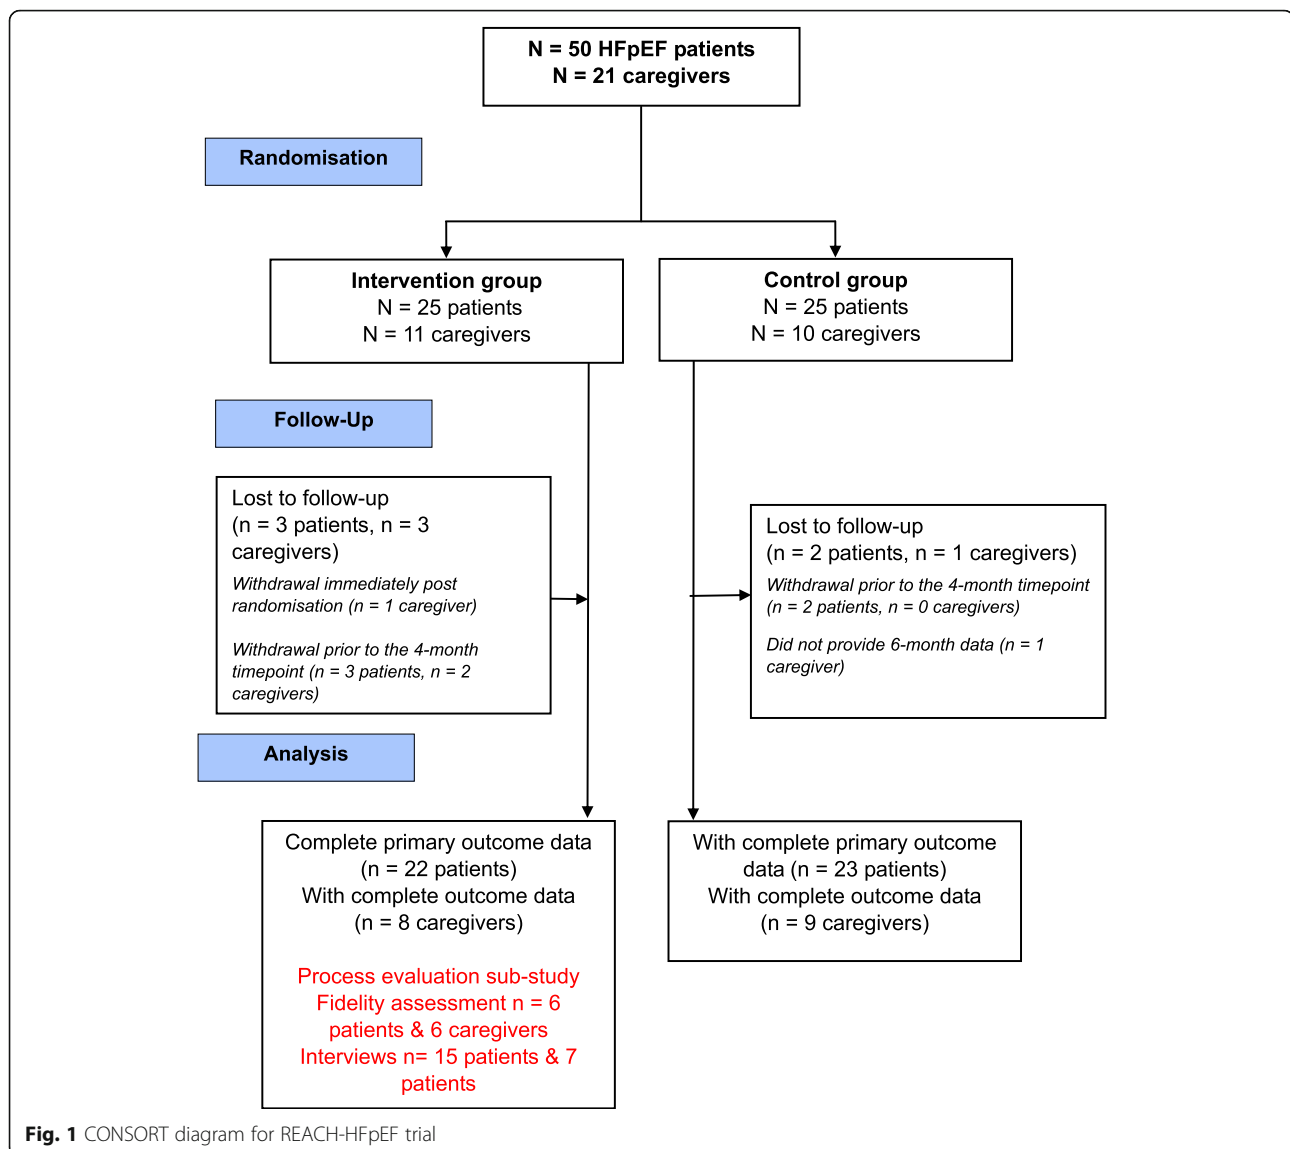 N = 50 HFpEF patients
N = 21 caregivers
Randomisation
Intervention group
N = 25 patients
N = 11 caregivers
Control group
N = 25 patients
N = 10 caregivers
Follow-Up
Lost to follow-up
(n = 3 patients, n = 3
caregivers)
Withdrawal immediately post
randomisation (n = 1 caregiver)
Withdrawal prior to the 4-month
timepoint (n = 3 patients, n = 2
caregivers)
Lost to follow-up
(n = 2 patients, n = 1 caregivers)
Withdrawal prior to the 4-month timepoint
(n = 2 patients, n = 0 caregivers)
Did not provide 6-month data (n = 1
caregiver)
Analysis
Complete primary outcome data
(n = 22 patients)
With complete outcome data
(n = 8 caregivers)
Process evaluation sub-study
Fidelity assessment n = 6
patients & 6 caregivers
Interviews n= 15 patients & 7
patients
With complete primary outcome
data (n = 23 patients)
With complete outcome data
(n = 9 caregivers)
Fig. 1 CONSORT diagram for REACH-HFpEF trial